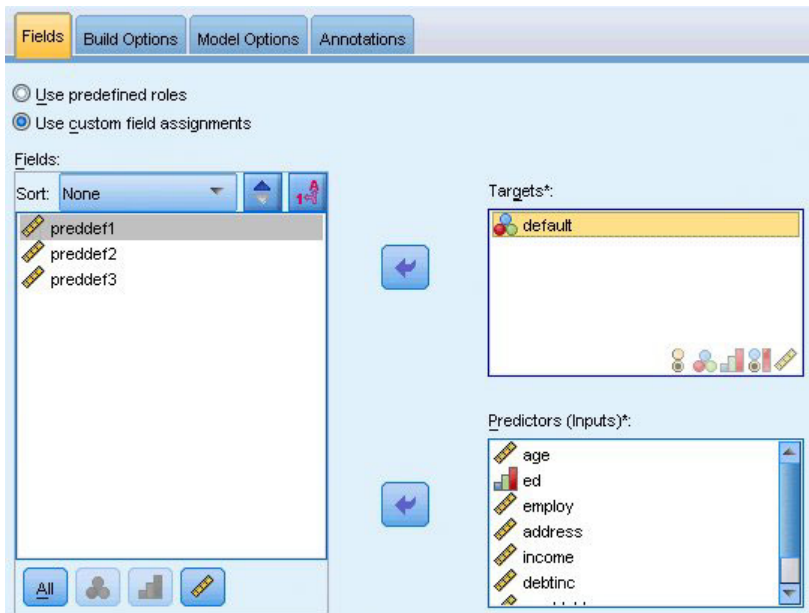 Fields Build Options Model Options Annotations
Use predefined roles
Use custom field assignments
Fields:
Sort: None
preddef1
preddef2
preddef3
All
Targets*:
default
Predictors (Inputs)*:
age
ed
employ
address
income
debtinc